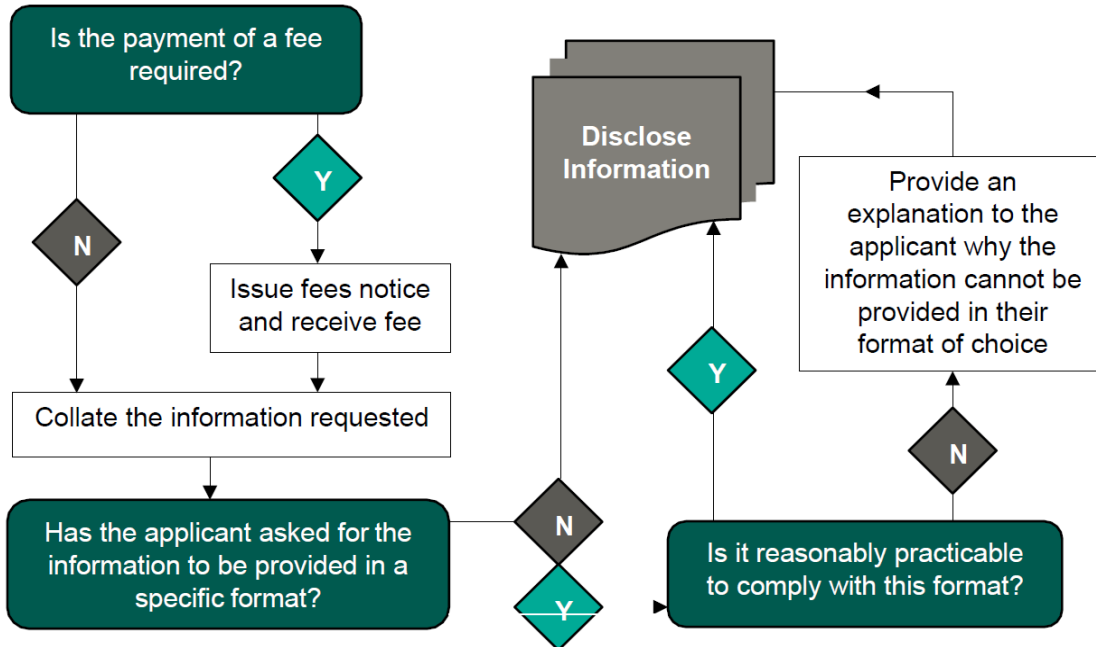 Is the payment of a fee
required?
Y
N
Issue fees notice
and receive fee
Collate the information requested
Has the applicant asked for the
information to be provided in a
specific format?
N
Y
Disclose
Information
Y
Provide an
explanation to the
applicant why the
information cannot be
provided in their
format of choice
N
Is it reasonably practicable
to comply with this format?